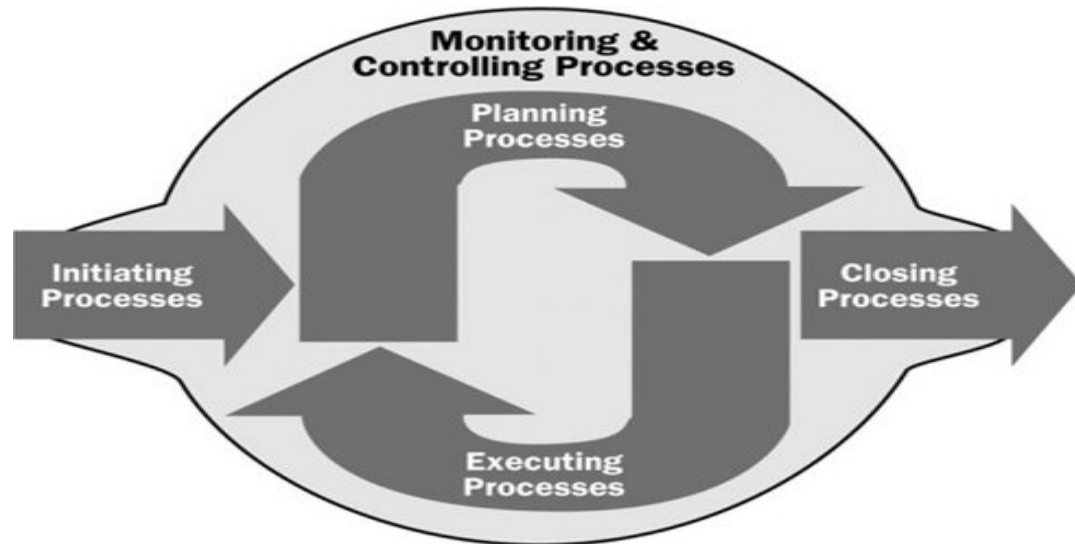 Monitoring &
Controlling Processes
Planning
Processes
Initiating
Processes
Closing
Processes
Executing
Processes